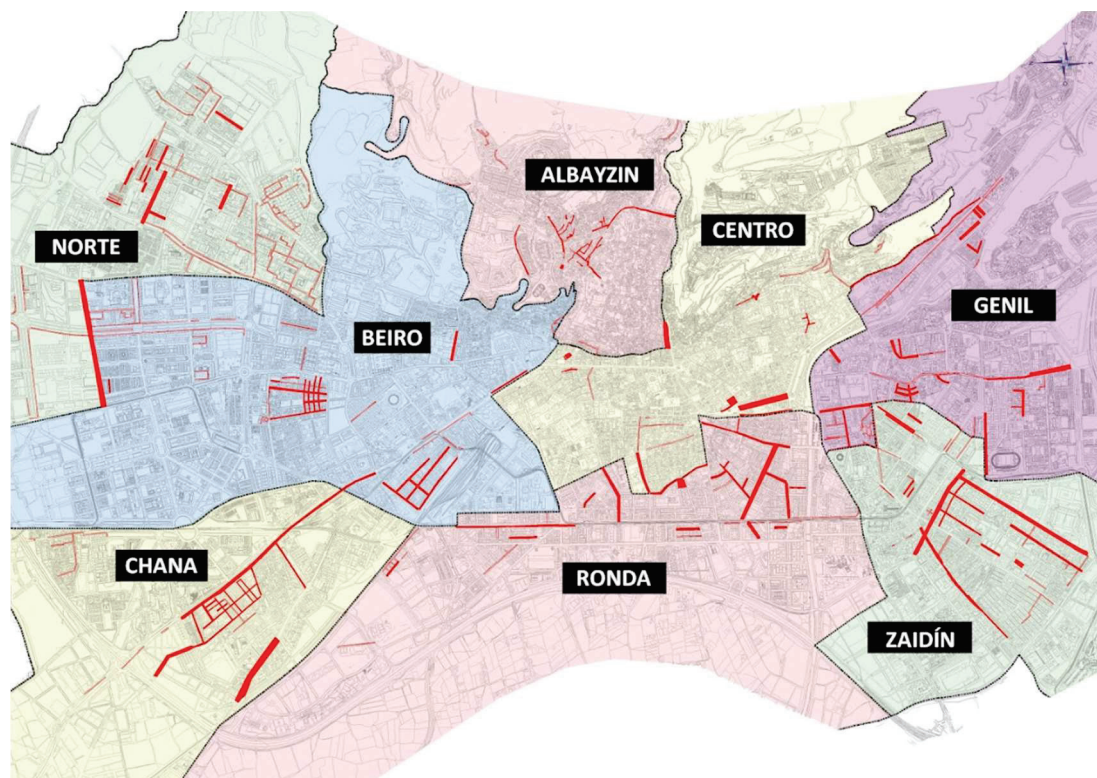 ALBAYZIN
CENTRO
NORTE
GENIL
BEIRO
CHANA
RONDA
ZAIDÍN